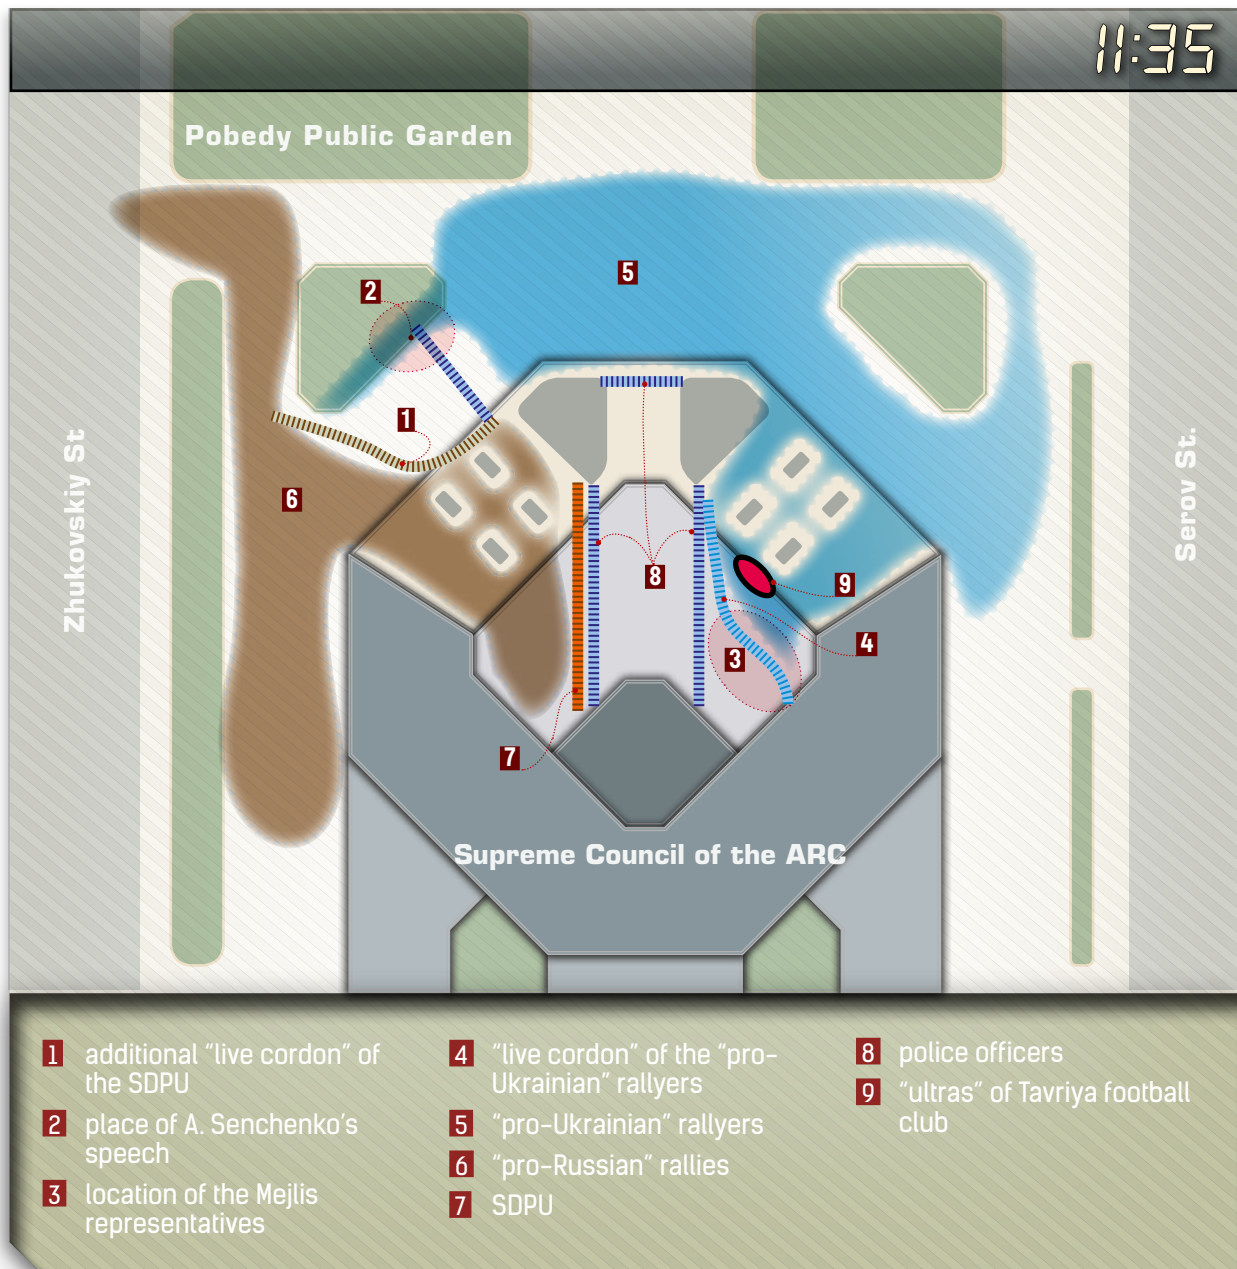 11:35
Pobedy Public Garden
2
5
1
6
Zhukovskiy St
Serov St.
8
9
4
3
7
Supreme Council of the ARC
1 additional “live cordon” of
the SDPU
2 place of A. Senchenko’s
speech
3 location of the Mejlis
representatives
4 “live cordon” of the “pro-
Ukrainian” rallyers
5 “pro-Ukrainian” rallyers
6 “pro-Russian” rallies
7 SDPU
8 police officers
9 “ultras” of Tavriya football
club